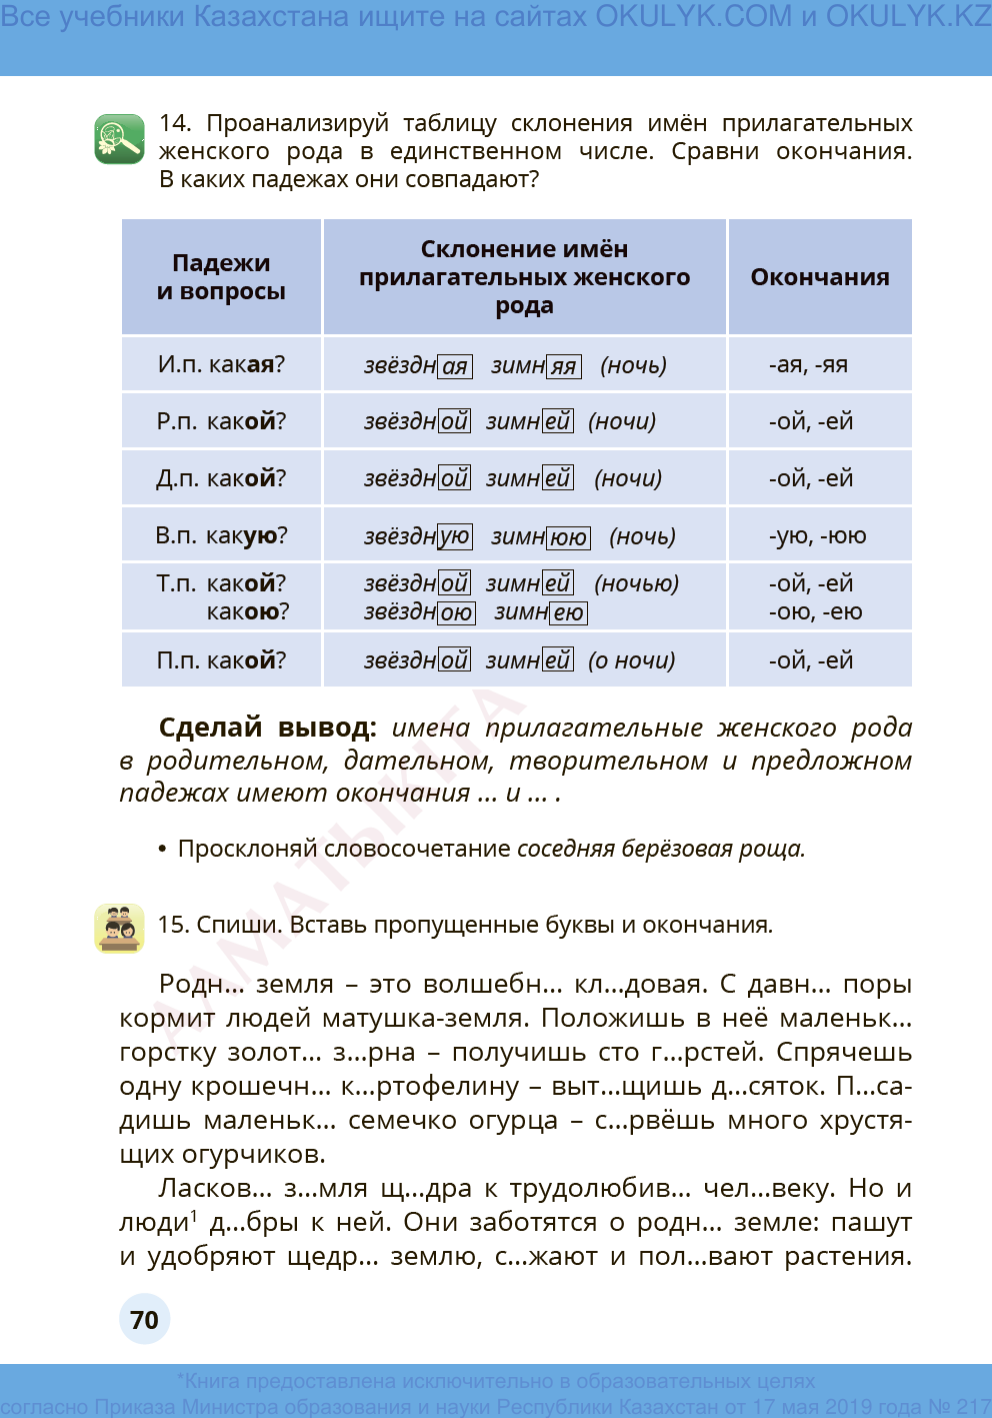 Все учебники Казахстана ищите на сайтах OKULYK.COM и OKULYK.KZ
14. Проанализируй таблицу склонения имён прилагательных
женского рода в единственном числе. Сравни окончания.
В каких падежах они совпадают?
Падежи
и вопросы
Склонение имён
прилагательных женского
рода
Окончания
И.п. какая? звёздная зимняя (ночь) -ая, -яя
Р.п. какой? звёздной зимней (ночи) -ой, -ей
Д.п. какой? звёздной зимней (ночи) -ой, -ей
В.п. какую? звёздную зимнюю (ночь) -ую, -юю
Т.п. какой? звёздной зимней (ночью) -ой, -ей
какою? звёздною зимнею -ою, -ею
П.п. какой? звёздной зимней (о ночи) -ой, -ей
Сделай вывод: имена прилагательные женского рода
в родительном, дательном, творительном и предложном
падежах имеют окончания ... и ... .
• Просклоняй словосочетание соседняя берёзовая роща.
15. Спиши. Вставь пропущенные буквы и окончания.
Родн... земля – это волшебн... кл...довая. С давн... поры
кормит людей матушка-земля. Положишь в неё маленьк...
горстку золот... з...рна – получишь сто г...рстей. Спрячешь
одну крошечн... к...ртофелину – выт...щишь д...сяток. П...са-
дишь маленьк... семечко огурца – с...рвёшь много хрустя-
щих огурчиков.
Ласков... з...мля щ...дра к трудолюбив... чел...веку. Но и
люди¹ д...бры к ней. Они заботятся о родн... земле: пашут
и удобряют щедр... землю, с...жают и пол...вают растения.
АЛМАТЫКІТАП
70
*Книга предоставлена исключительно в образовательных целях
согласно Приказа Министра образования и науки Республики Казахстан от 17 мая 2019 года № 217